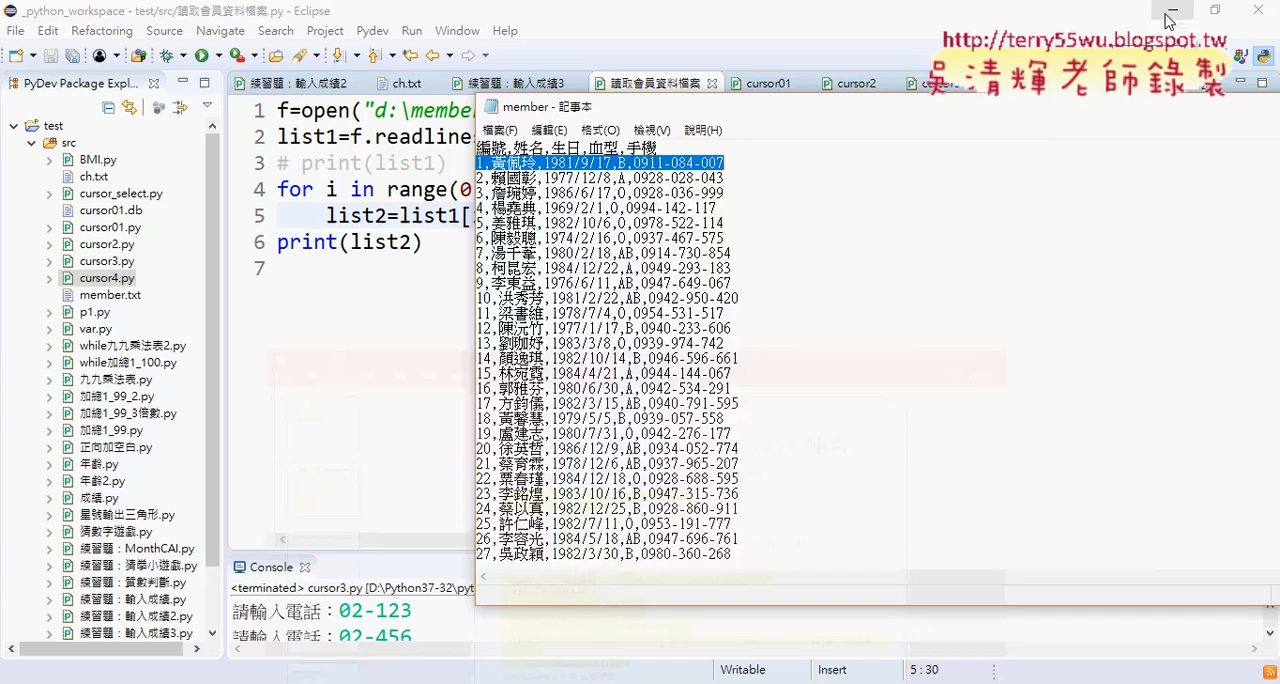 _python_workspace - test/src/讀取會員資料檔案.py - Eclipse
File Edit Refactoring Source Navigate Search Project Pydev Run Window Help
http://terry55wu.blogspot.tw
吳清輝老師錄製
PyDev Package Expl...
練習題：輸入成績2
ch.txt
練習題：輸入成績3
讀取會員資料檔案
cursor01
cursor2
test
src
BMI.py
ch.txt
cursor_select.py
cursor01.db
cursor01.py
cursor2.py
cursor3.py
cursor4.py
member.txt
p1.py
var.py
while九九乘法表2.py
while加總1_100.py
九九乘法表.py
加總1_99_2.py
加總1_99_3倍數.py
加總1_99.py
正向加空白.py
年齡.py
年齡2.py
成績.py
星號輸出三角形.py
猜數字遊戲.py
練習題：MonthCAl.py
練習題：猜拳小遊戲.py
練習題：質數判斷.py
練習題：輸入成績.py
練習題：輸入成績2.py
練習題：輸入成績3.py
1 f=open("d:\membe
2 list1=f.readlines
3 # print(list1)
4 for i in range(0
5 list2=list1[
6 print(list2)
7
member - 記事本
檔案(F) 編輯(E) 格式(O) 檢視(V) 說明(H)
編號,姓名,生日,血型,手機
1,黃佩玲,1981/9/17,B,0911-084-007
2,賴國彰,1977/12/8,A,0928-028-043
3,詹琬婷,1986/6/17,O,0928-036-999
4,楊堯典,1969/2/1,O,0994-142-117
5,姜雅琪,1982/10/6,O,0978-522-114
6,陳毅聰,1974/2/16,O,0937-467-575
7,湯千葦,1980/2/18,AB,0914-730-854
8,柯昆宏,1984/12/22,A,0949-293-183
9,李東益,1976/6/11,AB,0947-649-067
10,洪秀芬,1981/2/22,AB,0942-950-420
11,梁書維,1978/7/4,O,0954-531-517
12,陳沅竹,1977/1/17,B,0940-233-606
13,劉玶妤,1983/3/8,O,0939-974-742
14,顏逸琪,1982/10/14,B,0946-596-661
15,林宛霓,1984/4/21,A,0944-144-067
16,郭雅芬,1980/6/30,A,0942-534-291
17,方鈞儀,1982/3/15,AB,0940-791-595
18,黃馨慧,1979/5/5,B,0939-057-558
19,盧建志,1980/7/31,O,0942-276-177
20,徐英哲,1986/12/9,AB,0934-052-774
21,蔡育霖,1978/12/6,AB,0937-965-207
22,粟春瑾,1984/12/18,O,0928-688-595
23,李銘煌,1983/10/16,B,0947-315-736
24,蔡以真,1982/12/25,B,0928-860-911
25,許仁峰,1982/7/11,O,0953-191-777
26,李容光,1984/5/18,AB,0947-696-761
27,吳政穎,1982/3/30,B,0980-360-268
Console
<terminated> cursor3.py [D:\Python37-32\pyt
請輸入電話：02-123
請輸入電話：02-456
Writable Insert 5 : 30